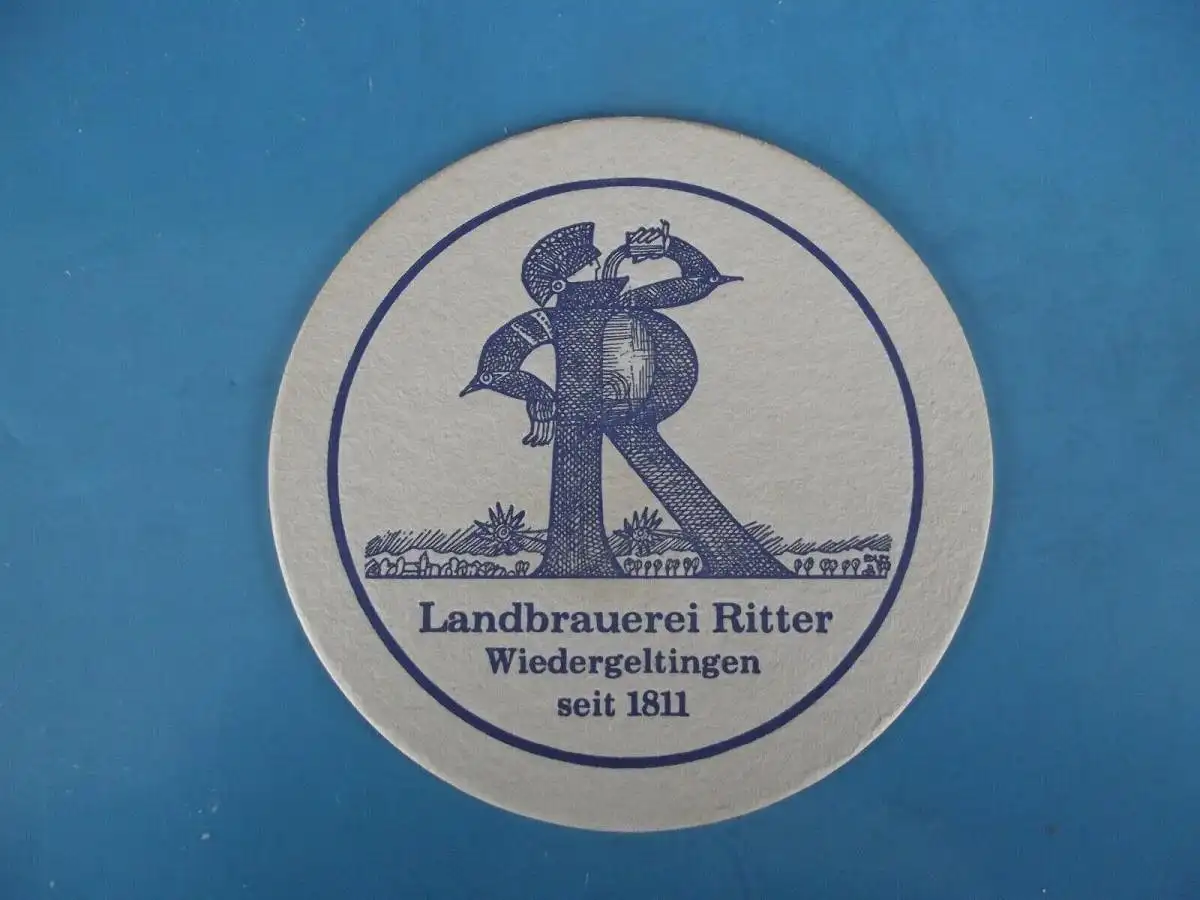 R
Landbrauerei Ritter
Wiedergeltingen
seit 1811